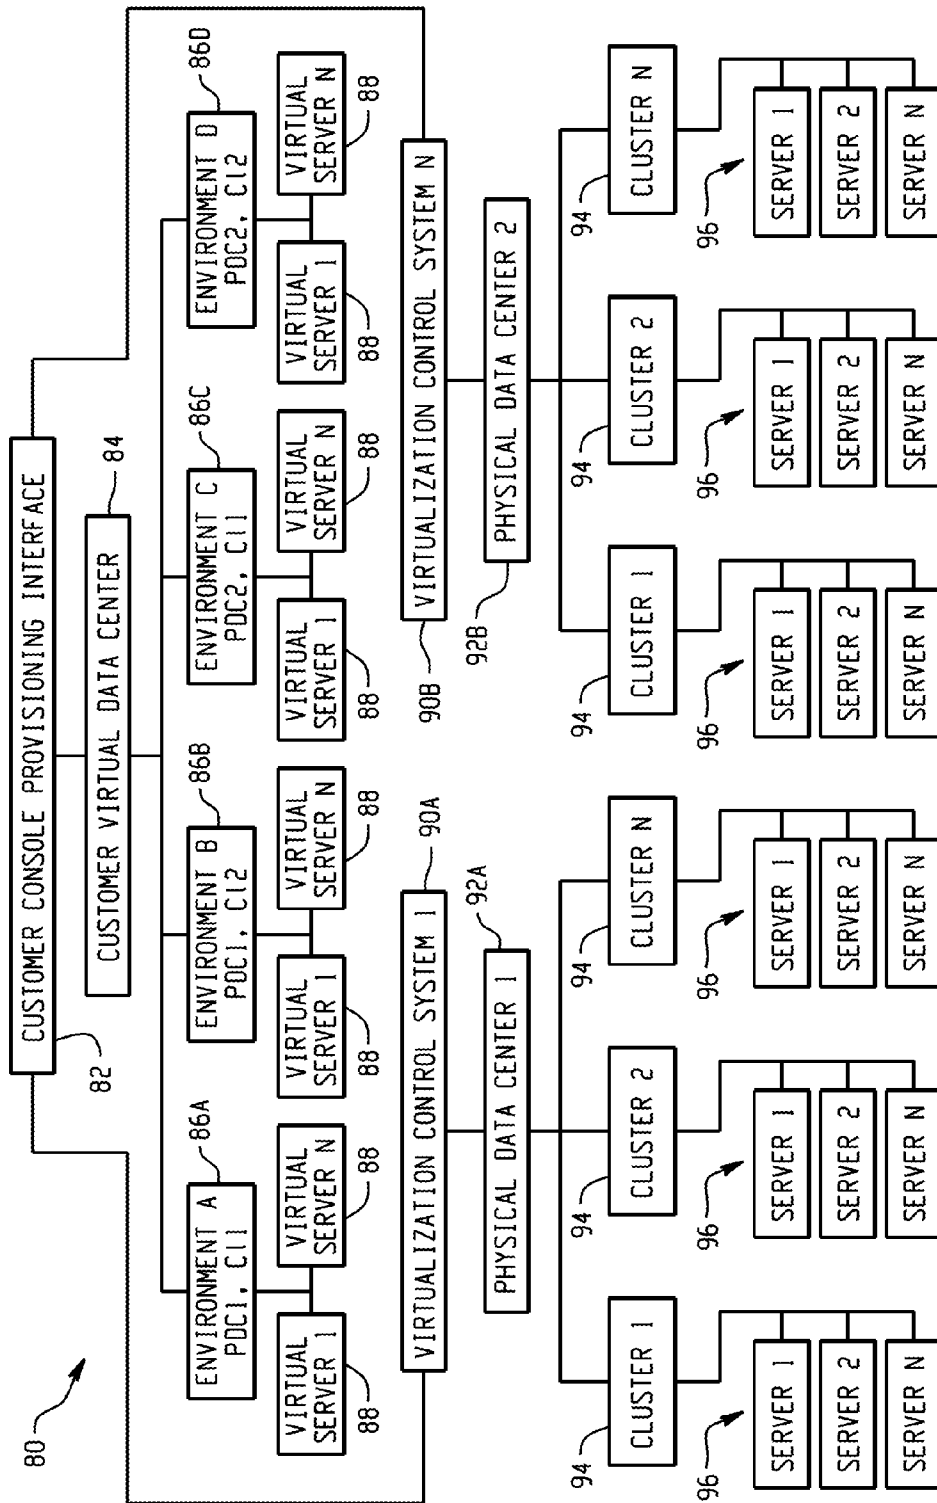 80
CUSTOMER CONSOLE PROVISIONING INTERFACE
82
CUSTOMER VIRTUAL DATA CENTER
84
ENVIRONMENT A
PDC1, Cl1
86A
ENVIRONMENT B
PDC1, Cl2
86B
ENVIRONMENT C
PDC2, Cl1
86C
ENVIRONMENT D
PDC2, Cl2
86D
VIRTUAL
SERVER 1
88
VIRTUAL
SERVER N
88
VIRTUAL
SERVER 1
88
VIRTUAL
SERVER N
88
VIRTUAL
SERVER 1
88
VIRTUAL
SERVER N
88
VIRTUAL
SERVER 1
88
VIRTUAL
SERVER N
88
VIRTUALIZATION CONTROL SYSTEM 1
90A
VIRTUALIZATION CONTROL SYSTEM N
90B
PHYSICAL DATA CENTER 1
92A
PHYSICAL DATA CENTER 2
92B
94
CLUSTER 1
94
CLUSTER 2
94
CLUSTER N
94
CLUSTER 1
94
CLUSTER 2
94
CLUSTER N
96
SERVER 1
SERVER 2
SERVER N
96
SERVER 1
SERVER 2
SERVER N
96
SERVER 1
SERVER 2
SERVER N
96
SERVER 1
SERVER 2
SERVER N
96
SERVER 1
SERVER 2
SERVER N
96
SERVER 1
SERVER 2
SERVER N